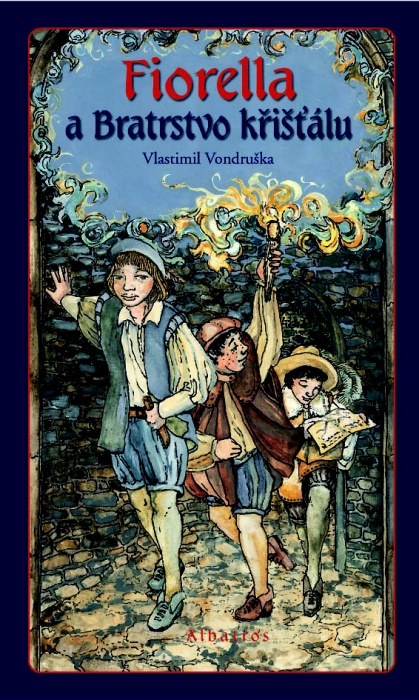 Fiorella
a Bratrstvo křišťálu
Vlastimil Vondruška
Albatros